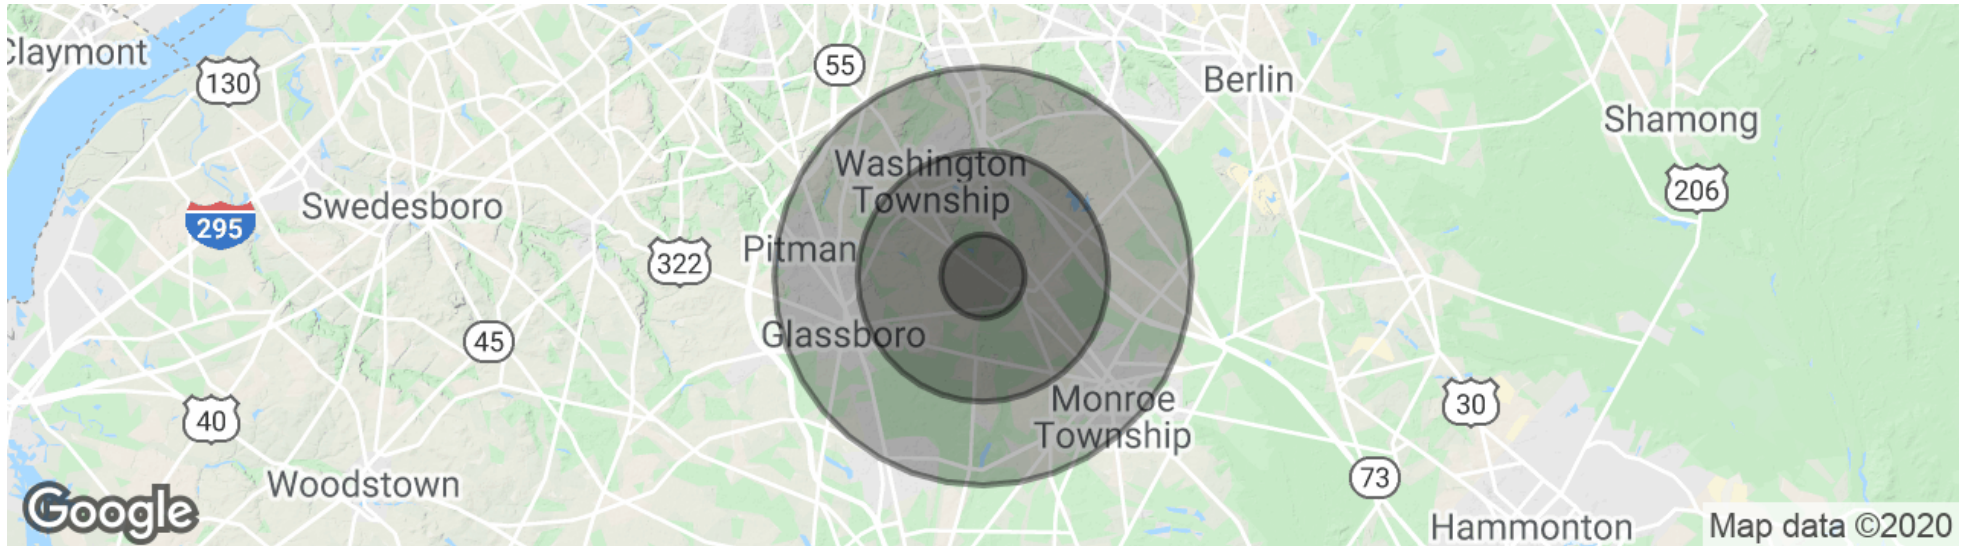 Claymont
130
55
Berlin
Shamong
Washington
Township
206
Swedesboro
295
Pitman
322
Glassboro
45
Monroe
Township
40
30
Woodstown
73
Google
Hammonton
Map data ©2020